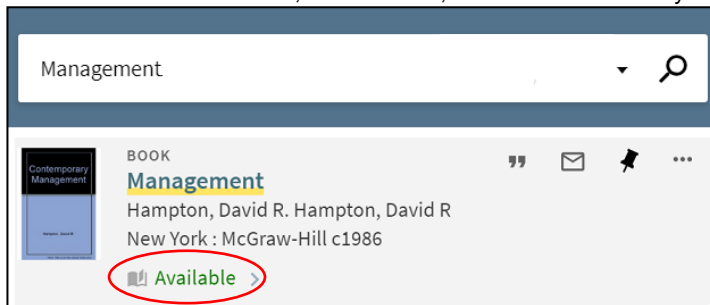 Management
BOOK
Management
Hampton, David R. Hampton, David R
New York : McGraw-Hill c1986
Available
Contemporary
Management